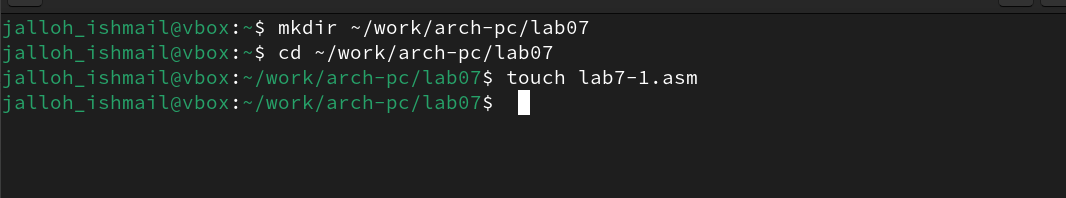 jalloh_ishmail@vbox:~$ mkdir ~/work/arch-pc/lab07
jalloh_ishmail@vbox:~$ cd ~/work/arch-pc/lab07
jalloh_ishmail@vbox:~/work/arch-pc/lab07$ touch lab7-1.asm
jalloh_ishmail@vbox:~/work/arch-pc/lab07$